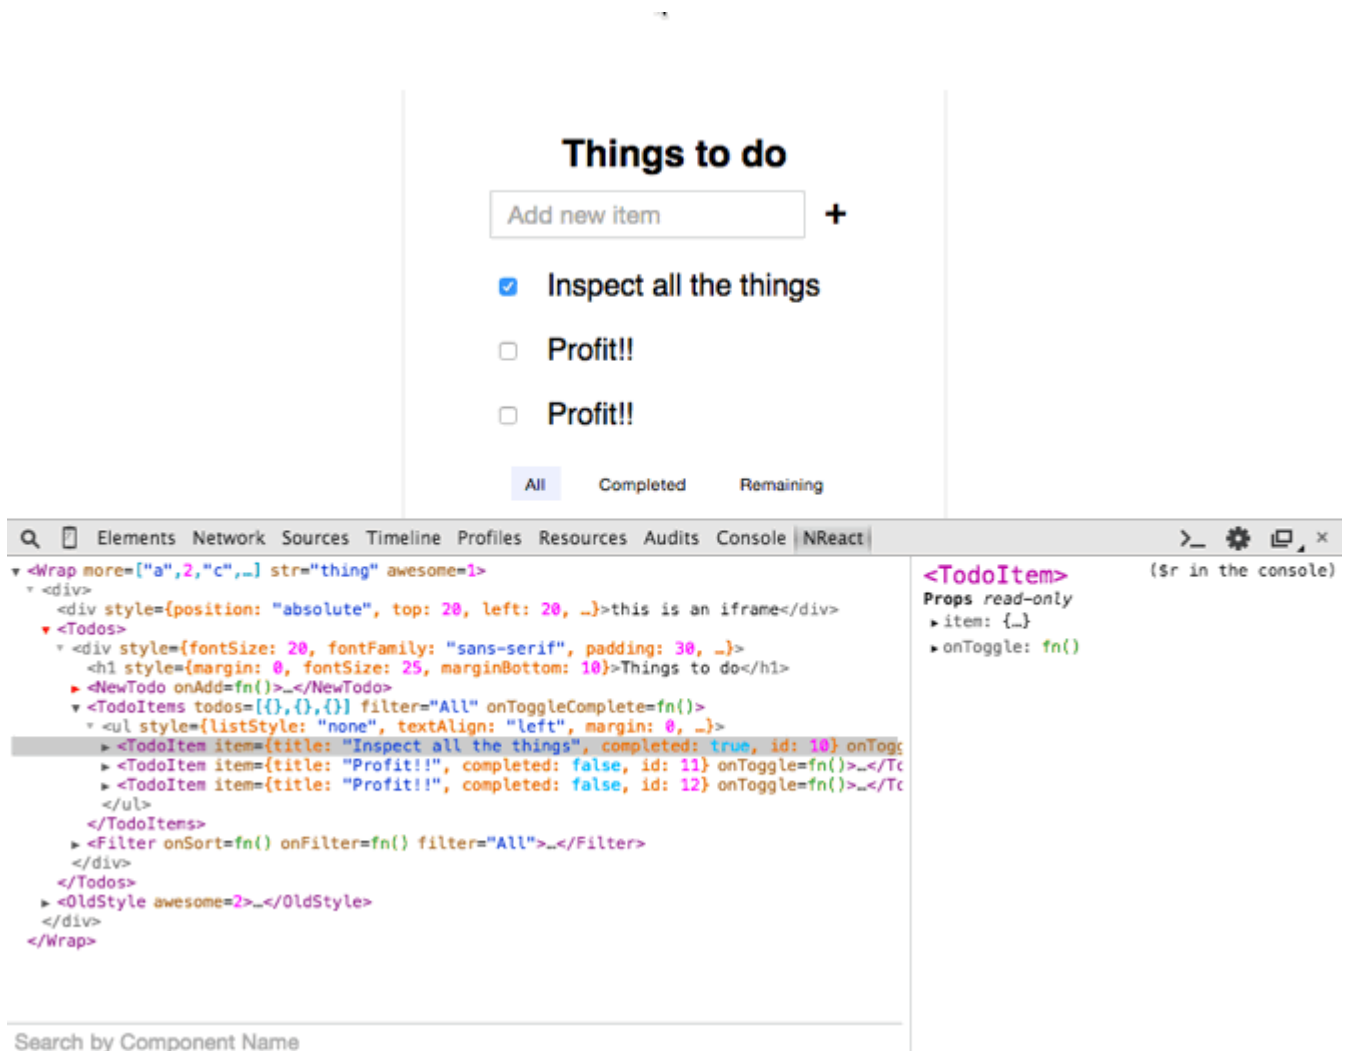 Things to do
Add new item +
Inspect all the things
Profit!!
Profit!!
All Completed Remaining
Elements Network Sources Timeline Profiles Resources Audits Console NReact
<Wrap more=["a",2,"c",…] str="thing" awesome=1>
<div>
<div style={position: "absolute", top: 20, left: 20, …}>this is an iframe</div>
<Todos>
<div style={fontSize: 20, fontFamily: "sans-serif", padding: 30, …}>
<h1 style={margin: 0, fontSize: 25, marginBottom: 10}>Things to do</h1>
<NewTodo onAdd=fn()>…</NewTodo>
<TodoItems todos=[{},{},{}] filter="All" onToggleComplete=fn()>
<ul style={listStyle: "none", textAlign: "left", margin: 0, …}>
<TodoItem item={title: "Inspect all the things", completed: true, id: 10} onTogg
<TodoItem item={title: "Profit!!", completed: false, id: 11} onToggle=fn()>…</To
<TodoItem item={title: "Profit!!", completed: false, id: 12} onToggle=fn()>…</To
</ul>
</TodoItems>
<Filter onSort=fn() onFilter=fn() filter="All">…</Filter>
</div>
</Todos>
<OldStyle awesome=2>…</OldStyle>
</div>
</Wrap>
Search by Component Name
<TodoItem> ($r in the console)
Props read-only
item: {…}
onToggle: fn()